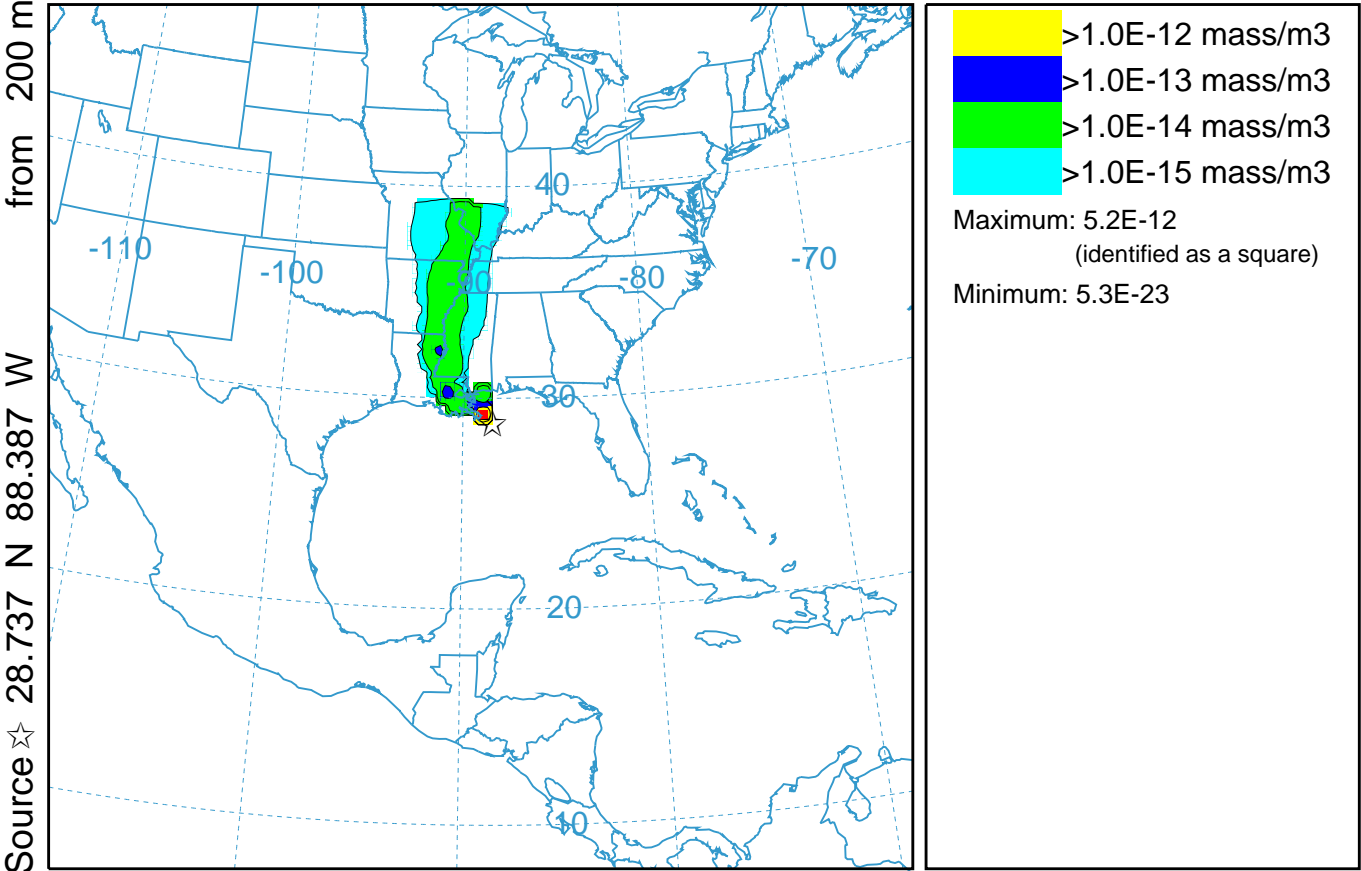 Source ☆ 28.737 N 88.387 W from 200 m
40
-110
-100
-90
-80
-70
30
20
10
>1.0E-12 mass/m3
>1.0E-13 mass/m3
>1.0E-14 mass/m3
>1.0E-15 mass/m3
Maximum: 5.2E-12
(identified as a square)
Minimum: 5.3E-23